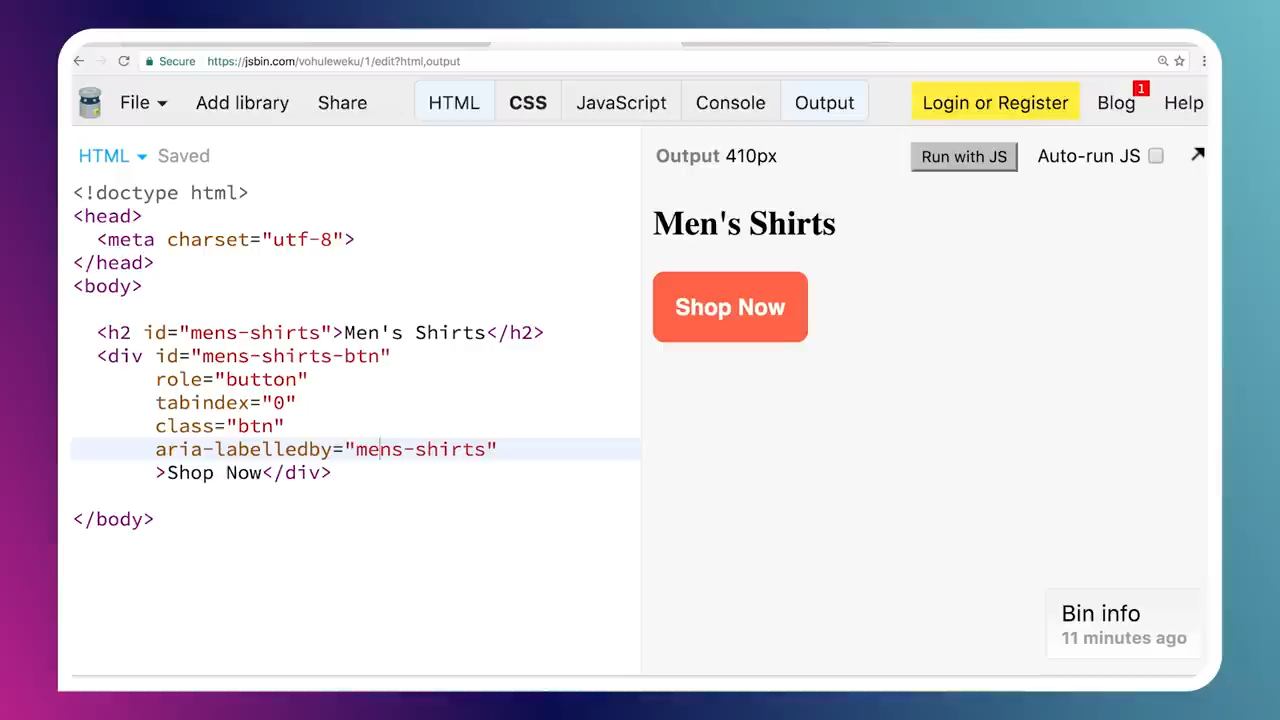 Secure https://jsbin.com/vohuleweku/1/edit?html,output
File Add library Share HTML CSS JavaScript Console Output Login or Register Blog 1 Help
HTML Saved
<!doctype html>
<head>
  <meta charset="utf-8">
</head>
<body>
  <h2 id="mens-shirts">Men's Shirts</h2>
  <div id="mens-shirts-btn"
       role="button"
       tabindex="0"
       class="btn"
       aria-labelledby="mens-shirts"
       >Shop Now</div>
</body>
Output 410px Run with JS Auto-run JS
Men's Shirts
Shop Now
Bin info
11 minutes ago